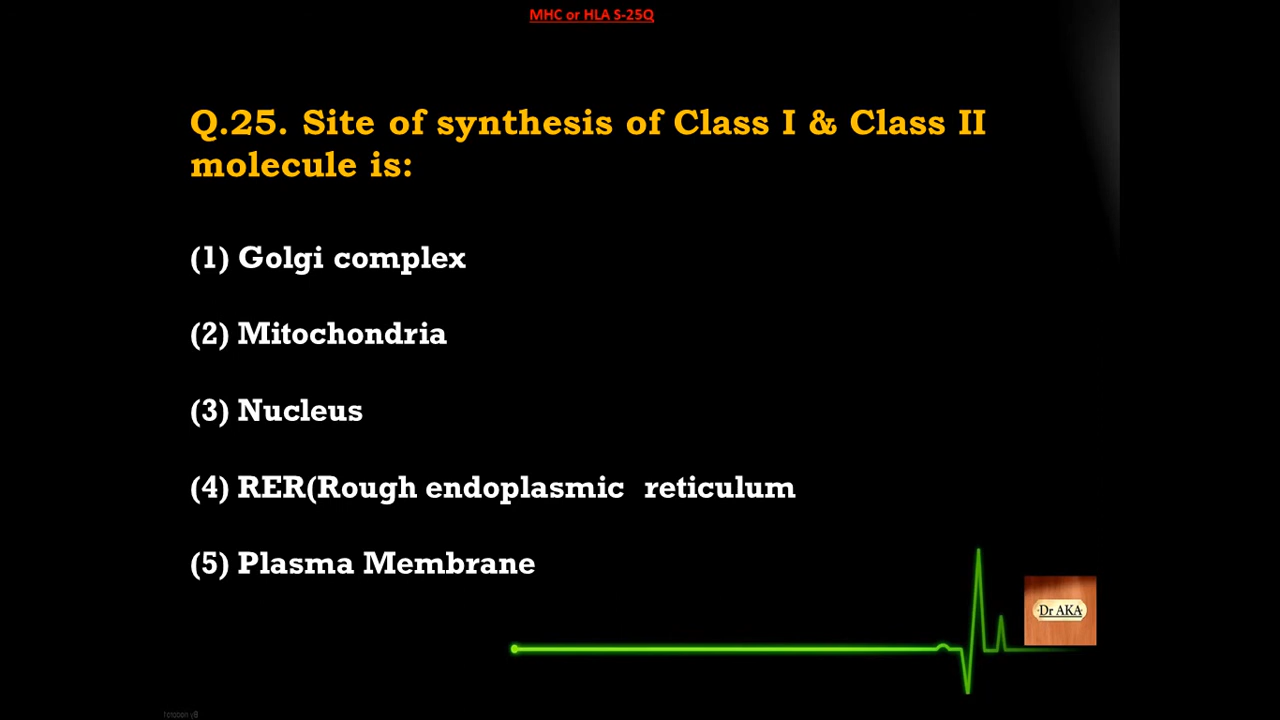 MHC or HLA S-25Q
Q.25. Site of synthesis of Class I & Class II
molecule is:
(1) Golgi complex
(2) Mitochondria
(3) Nucleus
(4) RER(Rough endoplasmic reticulum
(5) Plasma Membrane
Dr AKA